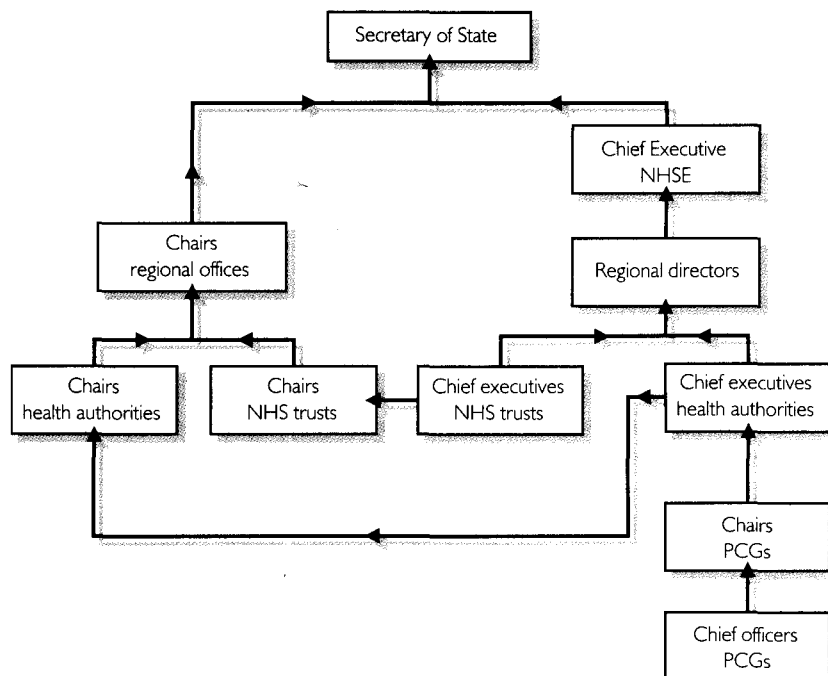 Secretary of State
Chief Executive
NHSE
Chairs
regional offices
Regional directors
Chairs
health authorities
Chairs
NHS trusts
Chief executives
NHS trusts
Chief executives
health authorities
Chairs
PCGs
Chief officers
PCGs